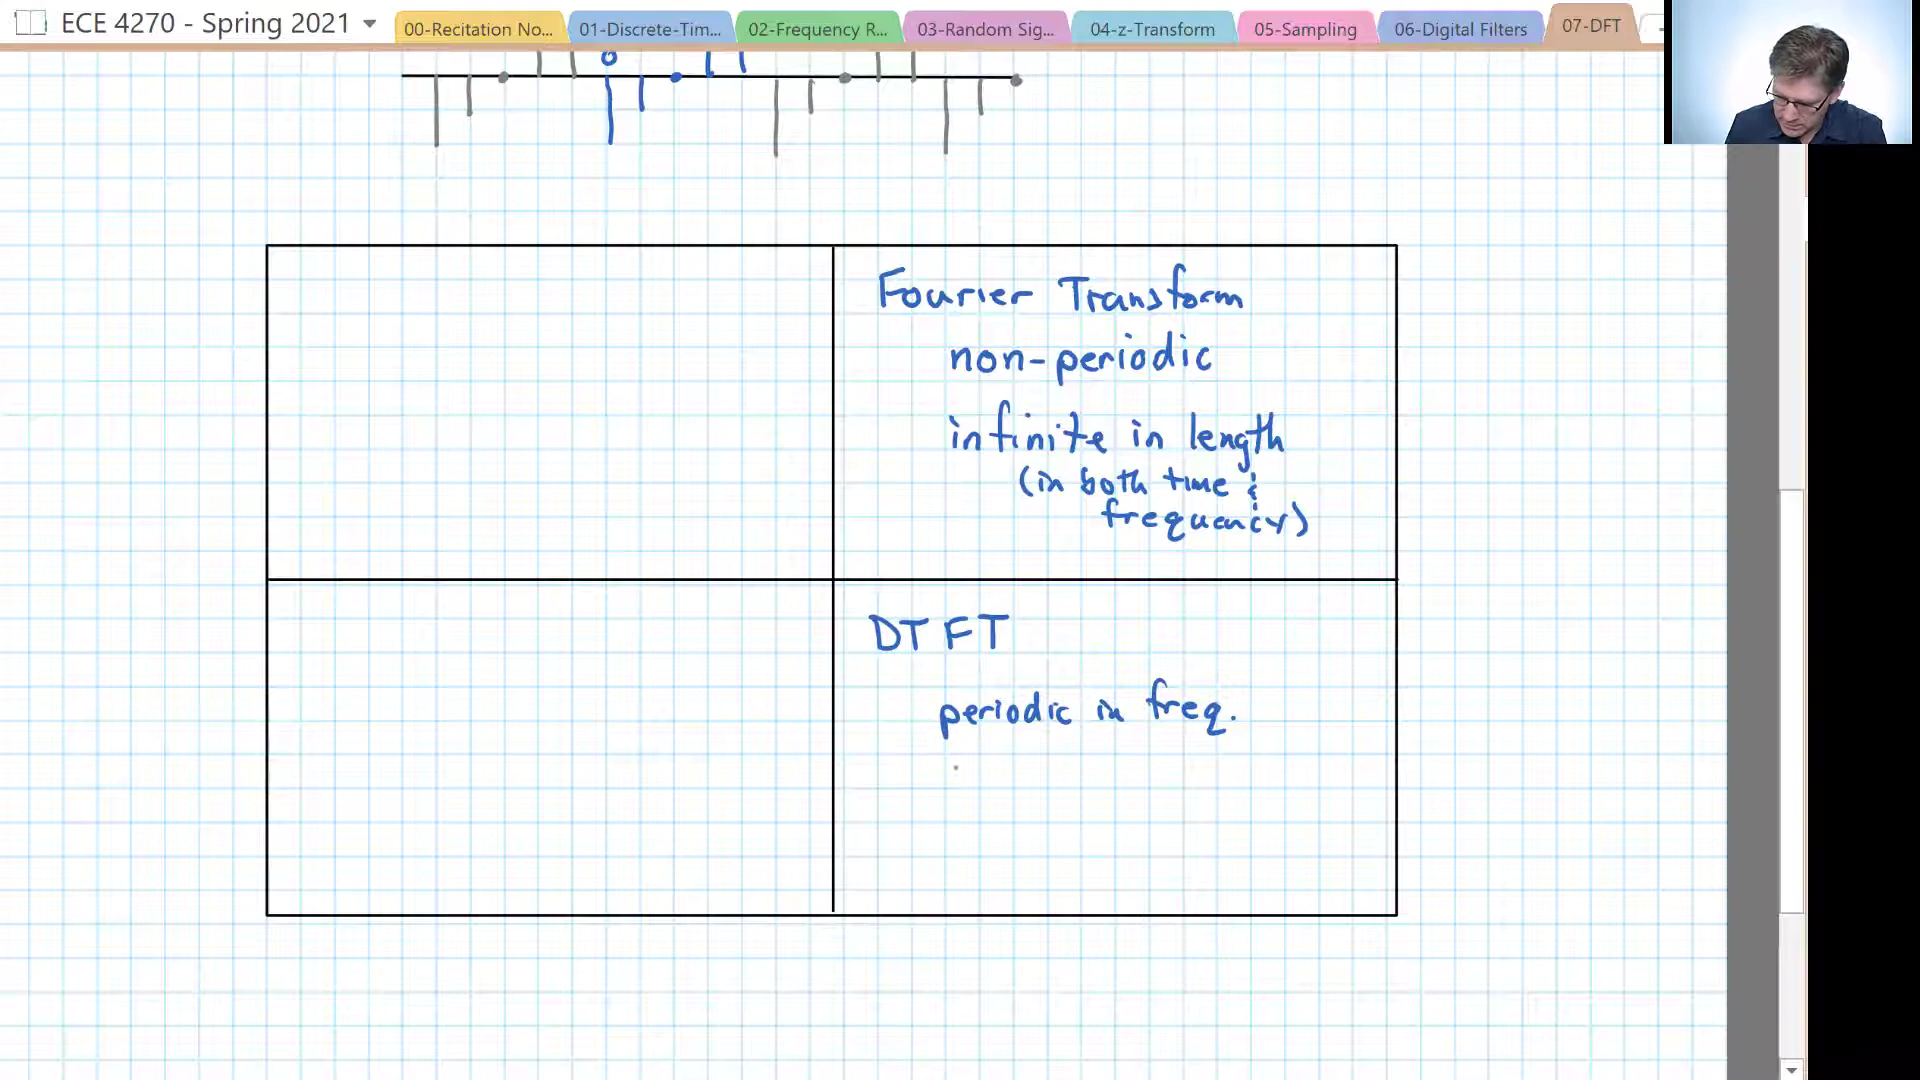 ECE 4270 - Spring 2021
00-Recitation No...
01-Discrete-Tim...
02-Frequency R...
03-Random Sig...
04-z-Transform
05-Sampling
06-Digital Filters
07-DFT
Fourier Transform
non-periodic
infinite in length
(in both time &
frequency)
DTFT
periodic in freq.